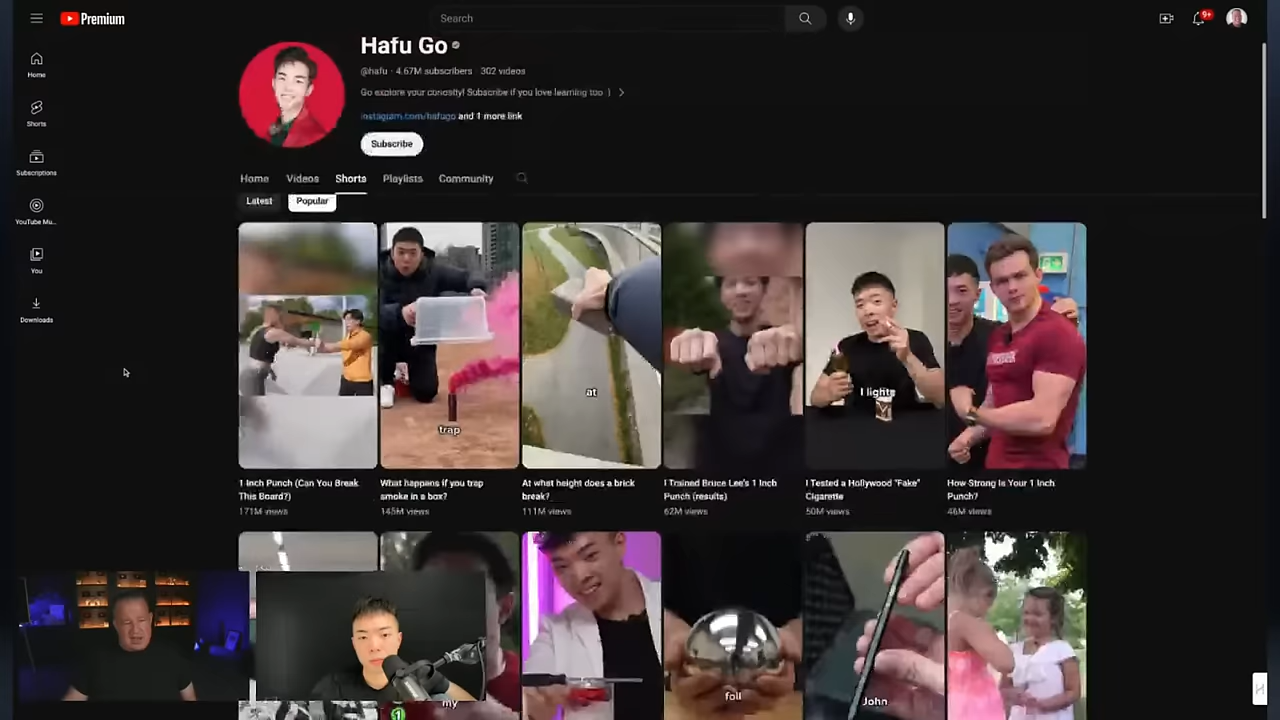 Premium
Search
9+
Home
Shorts
Subscriptions
YouTube Mu...
You
Downloads
Hafu Go
@hafu · 4.67M subscribers · 302 videos
Go explore your curiosity! Subscribe if you love learning too :)
instagram.com/hafugo and 1 more link
Subscribe
Home Videos Shorts Playlists Community
Latest Popular
trap
at
I lights
1 Inch Punch (Can You Break This Board?)
171M views
What happens if you trap smoke in a box?
145M views
At what height does a brick break?
111M views
I Trained Bruce Lee's 1 Inch Punch (results)
62M views
I Tested a Hollywood "Fake" Cigarette
50M views
How Strong Is Your 1 Inch Punch?
46M views
my
foil
John